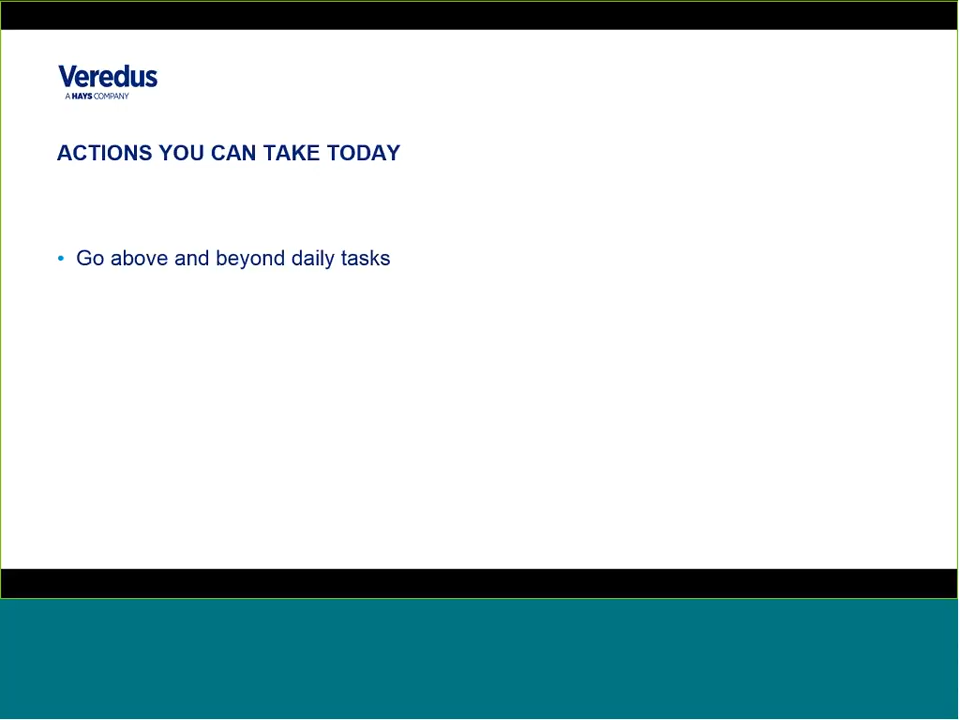 Veredus
A HAYS COMPANY
ACTIONS YOU CAN TAKE TODAY
• Go above and beyond daily tasks